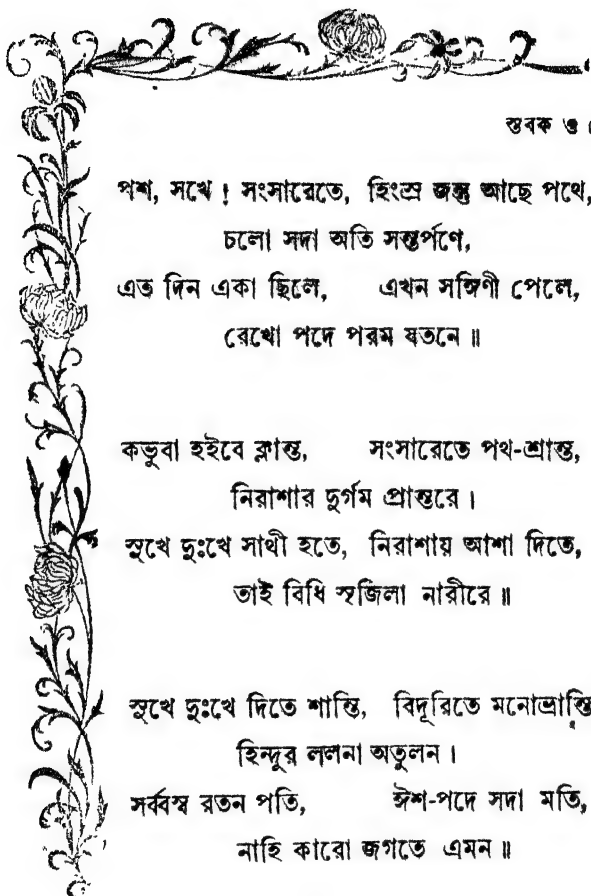 স্তবক ৩।
পশ, সখে! সংসারেতে, হিংস্র জন্তু আছে পথে,
চলো সদা অতি সন্তর্পণে,
এত দিন একা ছিলে, এখন সঙ্গিণী পেলে,
রেখো পদে পরম যতনে॥
কভুবা হইবে ক্লান্ত, সংসারেতে পথ-শ্রান্ত,
নিরাশার দুর্গম প্রান্তরে।
সুখে দুঃখে সাথী হতে, নিরাশায় আশা দিতে,
তাই বিধি সৃজিলা নারীরে॥
সুখে দুঃখে দিতে শান্তি, বিদূরিতে মনোভ্রান্তি
হিন্দুর ললনা অতুলন।
সর্ব্বস্ব রতন পতি, ঈশ-পদে সদা মতি,
নাহি কারো জগতে এমন॥